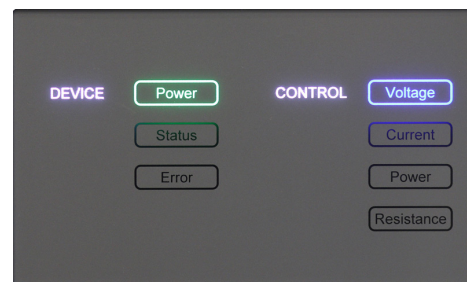 DEVICE Power CONTROL Voltage
Status Current
Error Power
Resistance